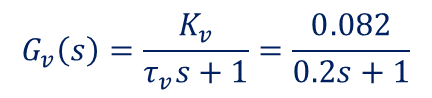 G_v(s) = K_v / (τ_v s + 1) = 0.082 / (0.2s + 1)